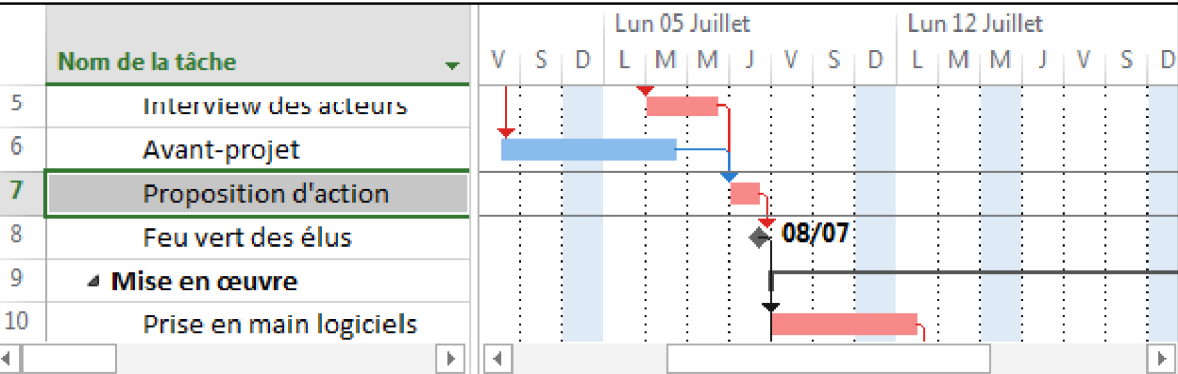 Lun 05 Juillet Lun 12 Juillet
Nom de la tâche V S D L M M J V S D L M M J V S D
5 Interview des acteurs
6 Avant-projet
7 Proposition d'action
8 Feu vert des élus 08/07
9 Mise en œuvre
10 Prise en main logiciels